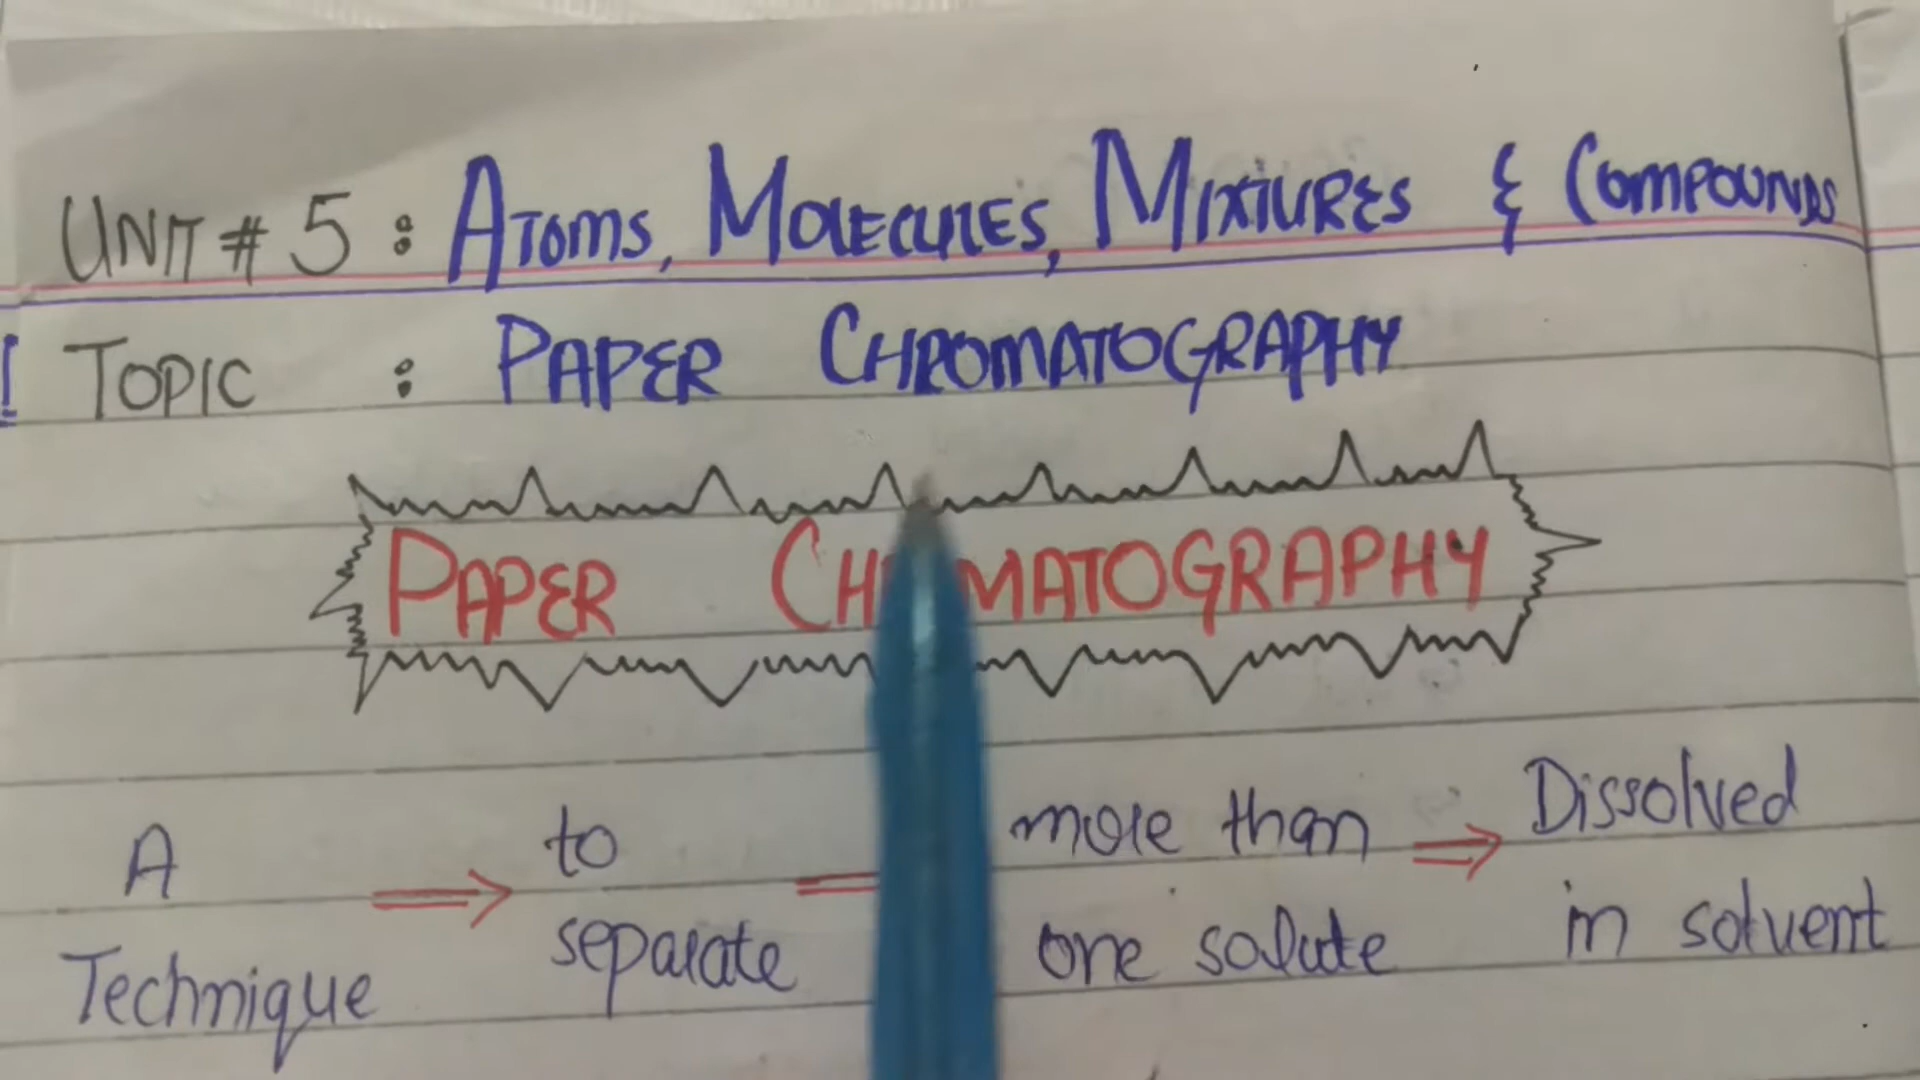 UNIT # 5 : ATOMS, MOLECULES, MIXTURES & COMPOUNDS
TOPIC : PAPER CHROMATOGRAPHY
PAPER CHROMATOGRAPHY
A to more than Dissolved
Technique separate one solute in solvent